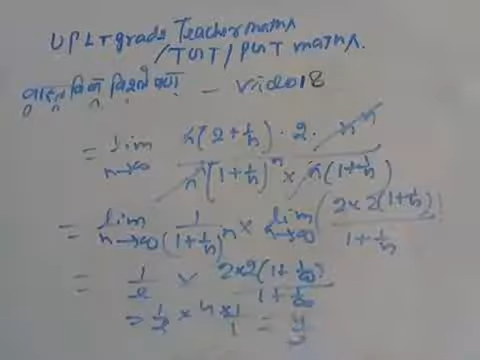 UP LT grade Teacher maths
/TGT/PGT maths.
– Video 18
= lim n→∞ n(2+1/n)·2·n^n / n^n(1+1/n)^n × n(1+1/n)
= lim n→∞ 1/(1+1/n)^n × lim n→∞ (2×2(1+1/n) / 1+1/n)
= 1/e × 2×2(1+1/∞) / 1+1/∞
⇒ 1/e × 4 × 1/1 = 4/e